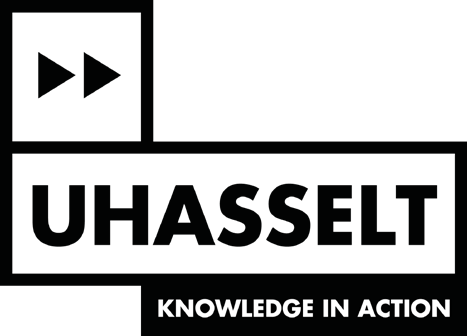 UHASSELT
KNOWLEDGE IN ACTION